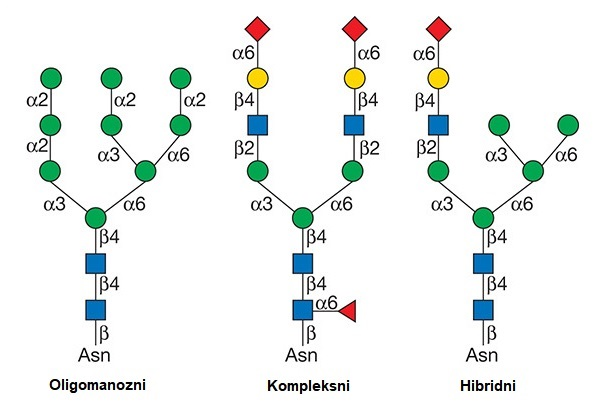 α6 α6 α6
α2 α2 α2 β4 β4 β4
α2 α3 α6 β2 β2 β2 α3 α6
α3 α6 α3 α6 α3 α6
β4 β4 β4
β4 β4 α6 β4
β β β
Asn Asn Asn
Oligomanozni Kompleksni Hibridni